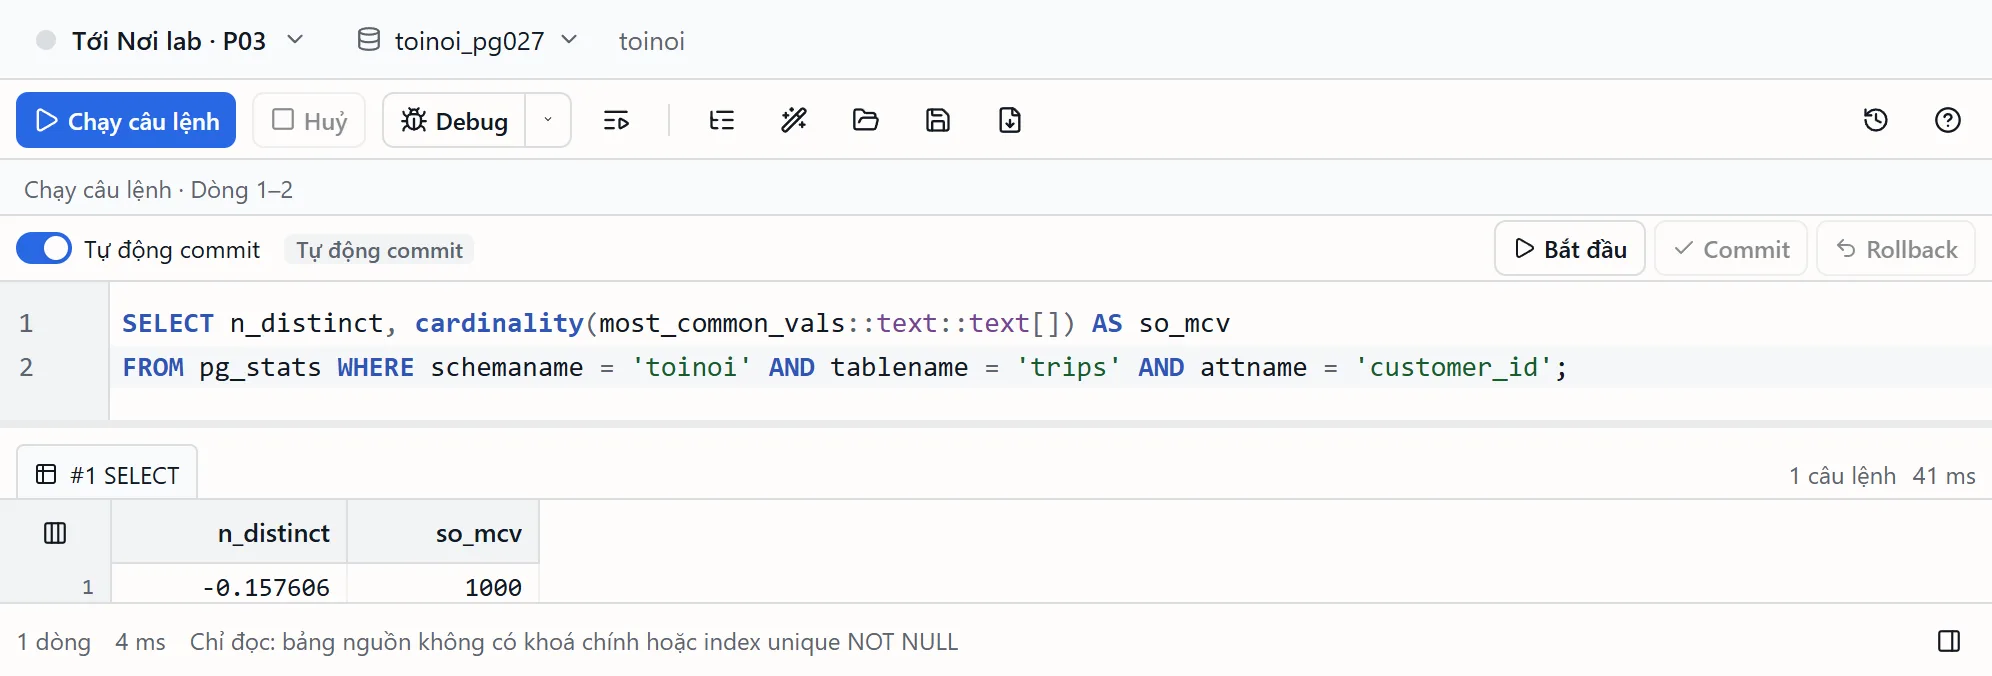 Tới Nơi lab · P03 toinoi_pg027 toinoi
Chạy câu lệnh Huỷ Debug
Chạy câu lệnh · Dòng 1–2
Tự động commit Tự động commit Bắt đầu Commit Rollback
1 SELECT n_distinct, cardinality(most_common_vals::text::text[]) AS so_mcv
2 FROM pg_stats WHERE schemaname = 'toinoi' AND tablename = 'trips' AND attname = 'customer_id';
#1 SELECT 1 câu lệnh 41 ms
n_distinct so_mcv
1 -0.157606 1000
1 dòng 4 ms Chỉ đọc: bảng nguồn không có khoá chính hoặc index unique NOT NULL